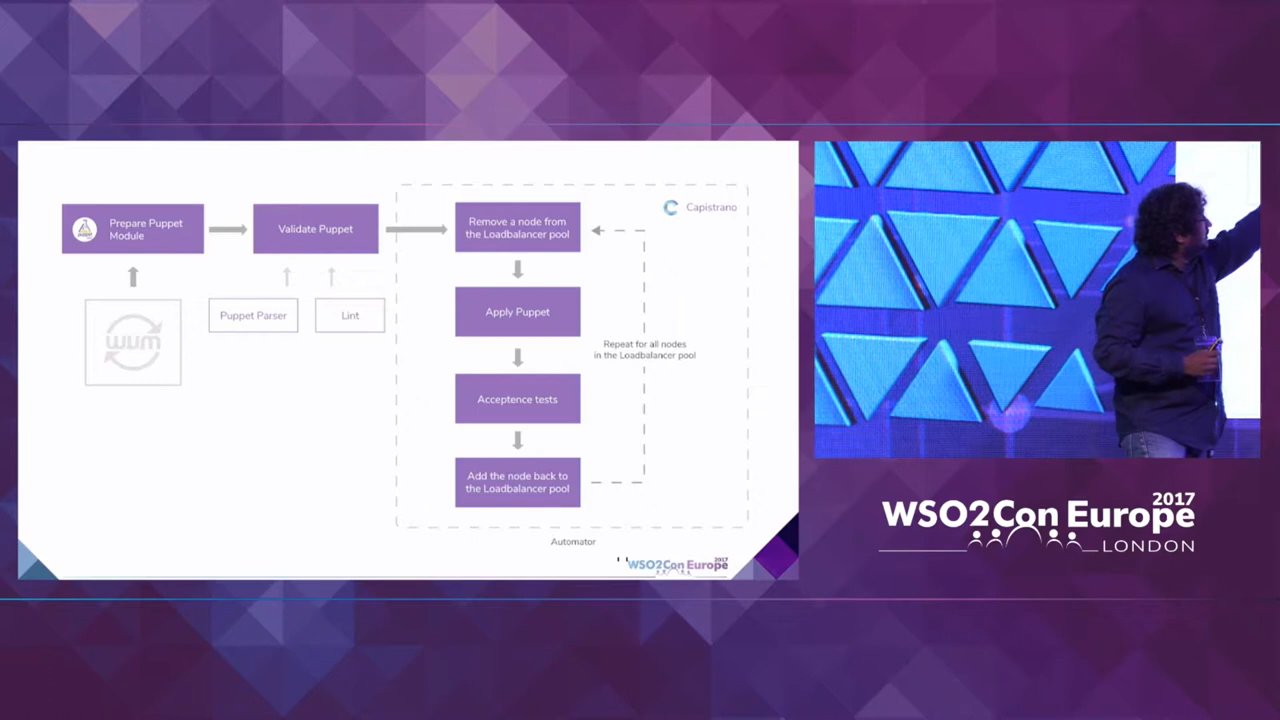 Prepare Puppet
Module
Validate Puppet
Remove a node from
the Loadbalancer pool
Capistrano
wum
Puppet Parser
Lint
Apply Puppet
Repeat for all nodes
in the Loadbalancer pool
Acceptence tests
Add the node back to
the Loadbalancer pool
Automator
WSO2Con Europe 2017
WSO2Con Europe 2017
LONDON